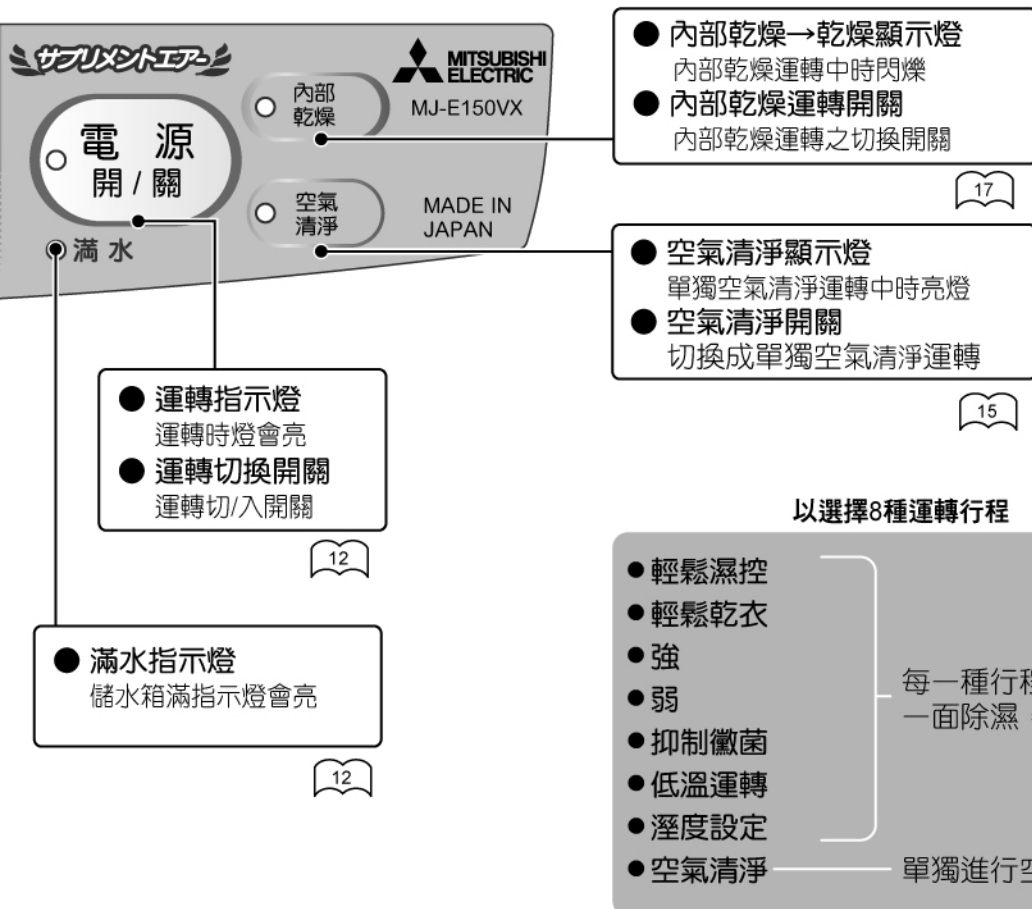 サプリメントエアー
MITSUBISHI
ELECTRIC
MJ-E150VX
內部
乾燥
電 源
開/關
空氣
清淨
MADE IN
JAPAN
滿水
● 內部乾燥→乾燥顯示燈
內部乾燥運轉中時閃爍
● 內部乾燥運轉開關
內部乾燥運轉之切換開關
17
● 空氣清淨顯示燈
單獨空氣清淨運轉中時亮燈
● 空氣清淨開關
切換成單獨空氣清淨運轉
15
● 運轉指示燈
運轉時燈會亮
● 運轉切換開關
運轉切/入開關
12
● 滿水指示燈
儲水箱滿指示燈會亮
12
以選擇8種運轉行程
● 輕鬆濕控
● 輕鬆乾衣
● 強
● 弱
● 抑制黴菌
● 低溫運轉
● 溼度設定
● 空氣清淨
每一種行程
一面除濕
單獨進行空